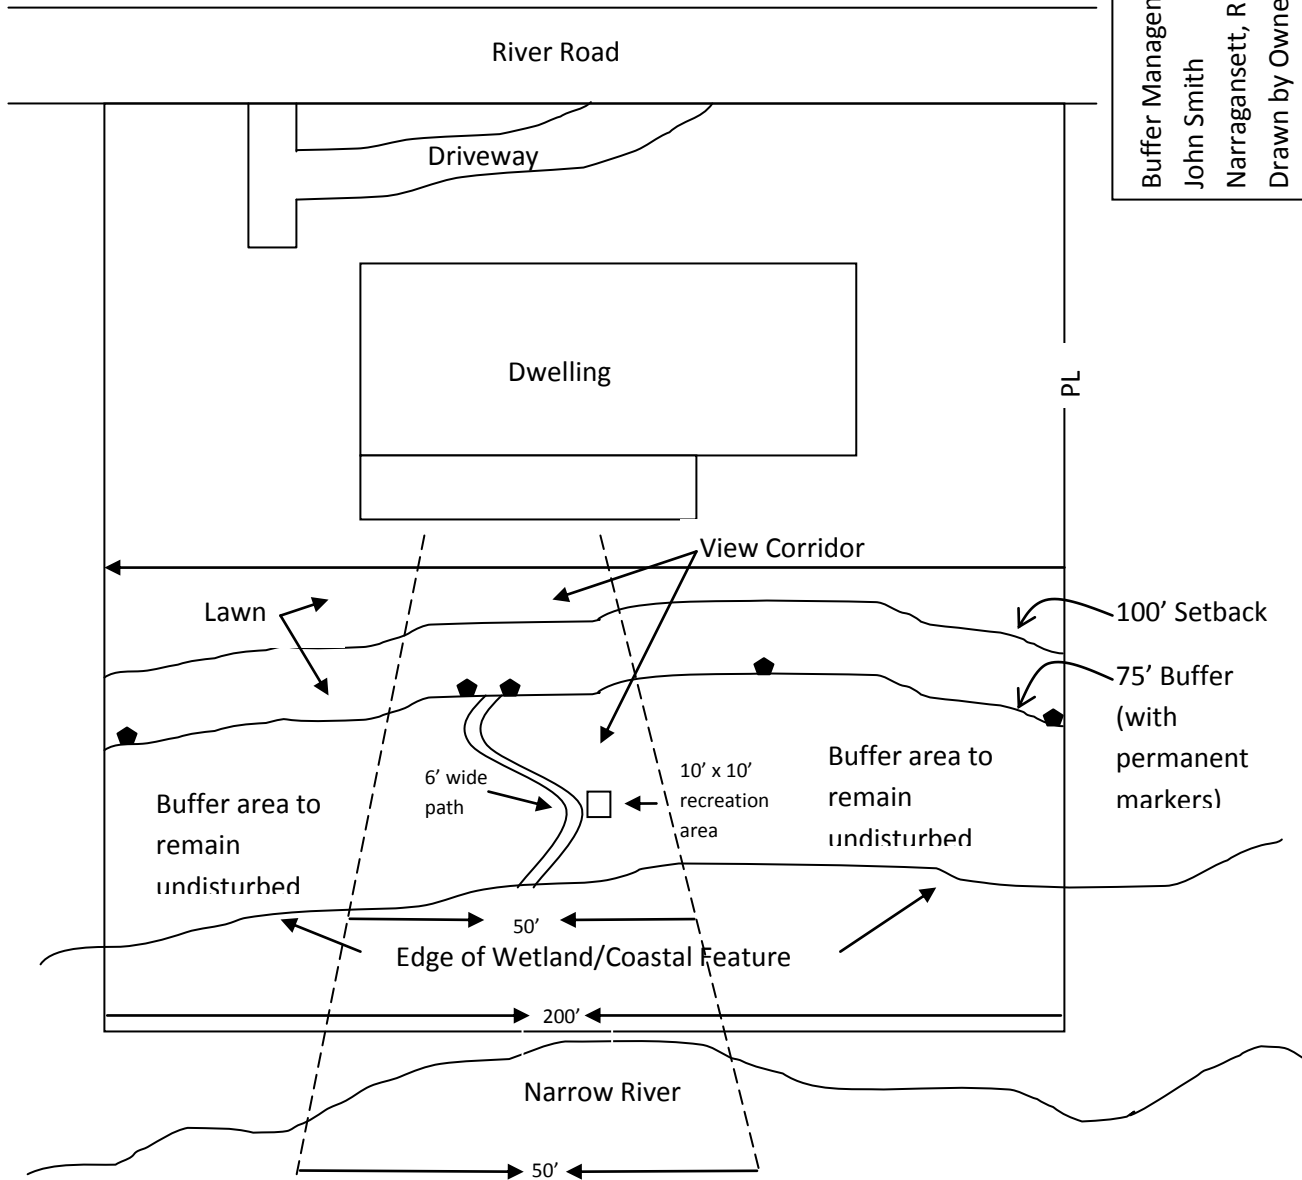 River Road
Buffer Managem
John Smith
Narragansett, R
Drawn by Owne
Driveway
Dwelling
PL
View Corridor
Lawn
100’ Setback
75’ Buffer
(with
permanent
markers)
6’ wide
path
10’ x 10’
recreation
area
Buffer area to
remain
undisturbed
Buffer area to
remain
undisturbed
50’
Edge of Wetland/Coastal Feature
200’
Narrow River
50’